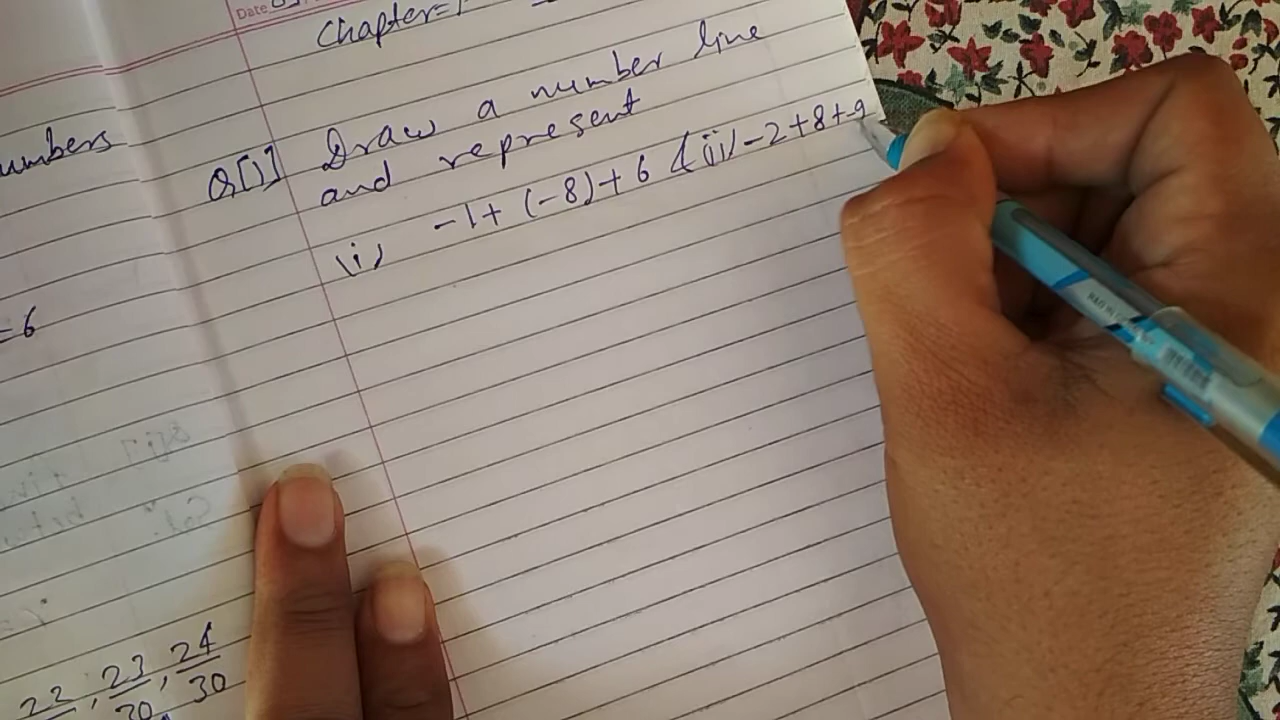 Date
Chapter=1
umbers
Q[1] Draw a number line
and represent
(i) -1+(-8)+6 & (ii) -2+8+-9
=6
22, 23, 24
30 30